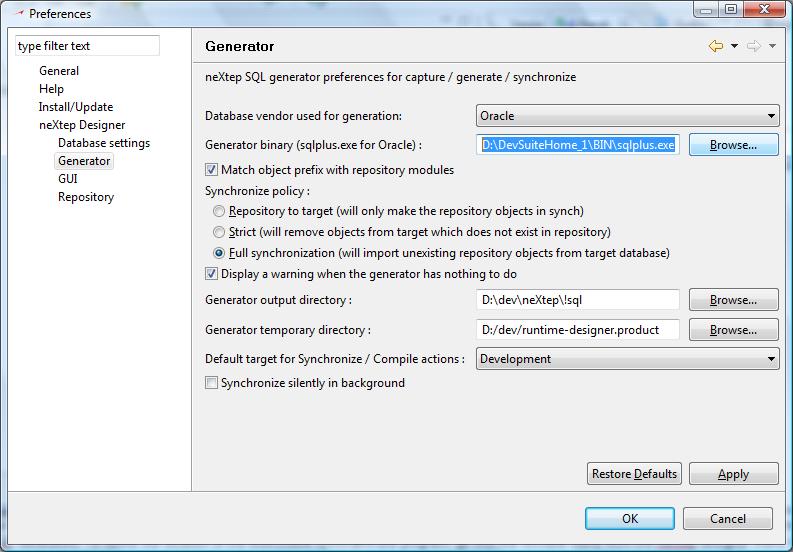 Preferences
type filter text
General
Help
Install/Update
neXtep Designer
Database settings
Generator
GUI
Repository
Generator
neXtep SQL generator preferences for capture / generate / synchronize
Database vendor used for generation: Oracle
Generator binary (sqlplus.exe for Oracle) : D:\DevSuiteHome_1\BIN\sqlplus.exe Browse...
Match object prefix with repository modules
Synchronize policy :
Repository to target (will only make the repository objects in synch)
Strict (will remove objects from target which does not exist in repository)
Full synchronization (will import unexisting repository objects from target database)
Display a warning when the generator has nothing to do
Generator output directory : D:\dev\neXtep\!sql Browse...
Generator temporary directory : D:/dev/runtime-designer.product Browse...
Default target for Synchronize / Compile actions : Development
Synchronize silently in background
Restore Defaults Apply
OK Cancel